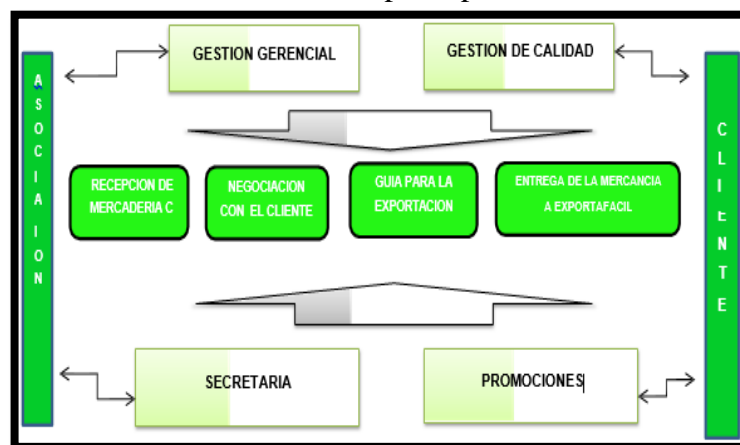 GESTION GERENCIAL
GESTION DE CALIDAD
ASOCIAION
RECEPCION DE
MERCADERIA C
NEGOCIACION
CON EL CLIENTE
GUIA PARA LA
EXPORTACION
ENTREGA DE LA MERCANCIA
A EXPORTAFACIL
CLIENTE
SECRETARIA
PROMOCIONES